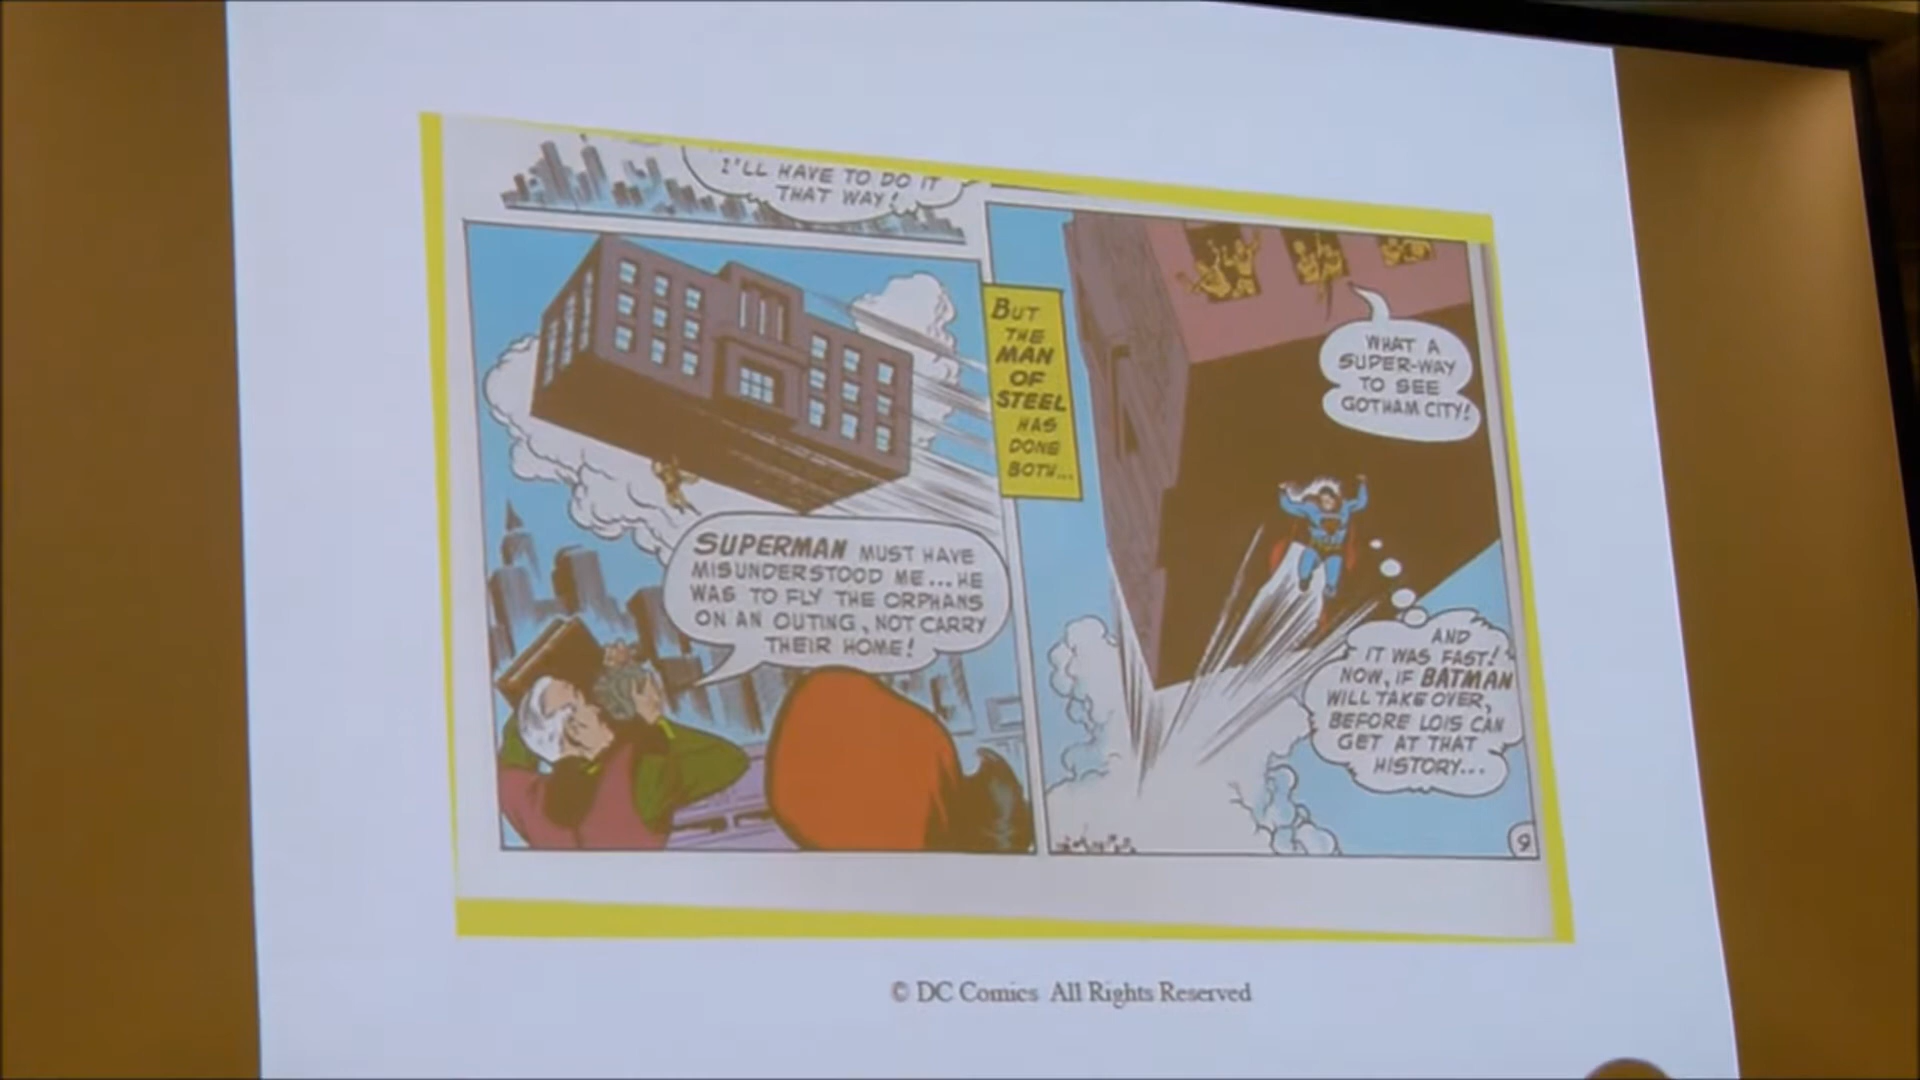 I'LL HAVE TO DO IT
THAT WAY!
SUPERMAN MUST HAVE
MISUNDERSTOOD ME...HE
WAS TO FLY THE ORPHANS
ON AN OUTING, NOT CARRY
THEIR HOME!
BUT
THE
MAN
OF
STEEL
HAS
DONE
BOTH...
WHAT A
SUPER-WAY
TO SEE
GOTHAM CITY!
AND
IT WAS FAST!
NOW, IF BATMAN
WILL TAKE OVER,
BEFORE LOIS CAN
GET AT THAT
HISTORY...
9
© DC Comics All Rights Reserved